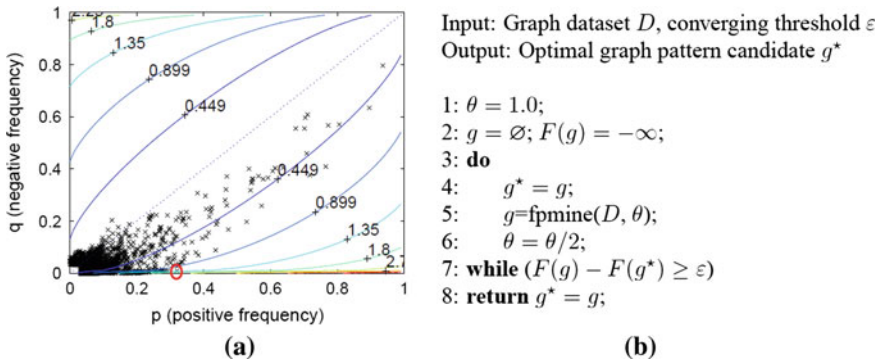 2.25
1.8
1.35
0.899
0.449
0.449
0.899
1.35
1.8
2.7
1
0.8
0.6
0.4
0.2
0
0 0.2 0.4 0.6 0.8 1
q (negative frequency)
p (positive frequency)
(a)
Input: Graph dataset D, converging threshold ε
Output: Optimal graph pattern candidate g⋆
1: θ = 1.0;
2: g = ∅; F(g) = −∞;
3: do
4: g⋆ = g;
5: g=fpmine(D, θ);
6: θ = θ/2;
7: while (F(g) − F(g⋆) ≥ ε)
8: return g⋆ = g;
(b)